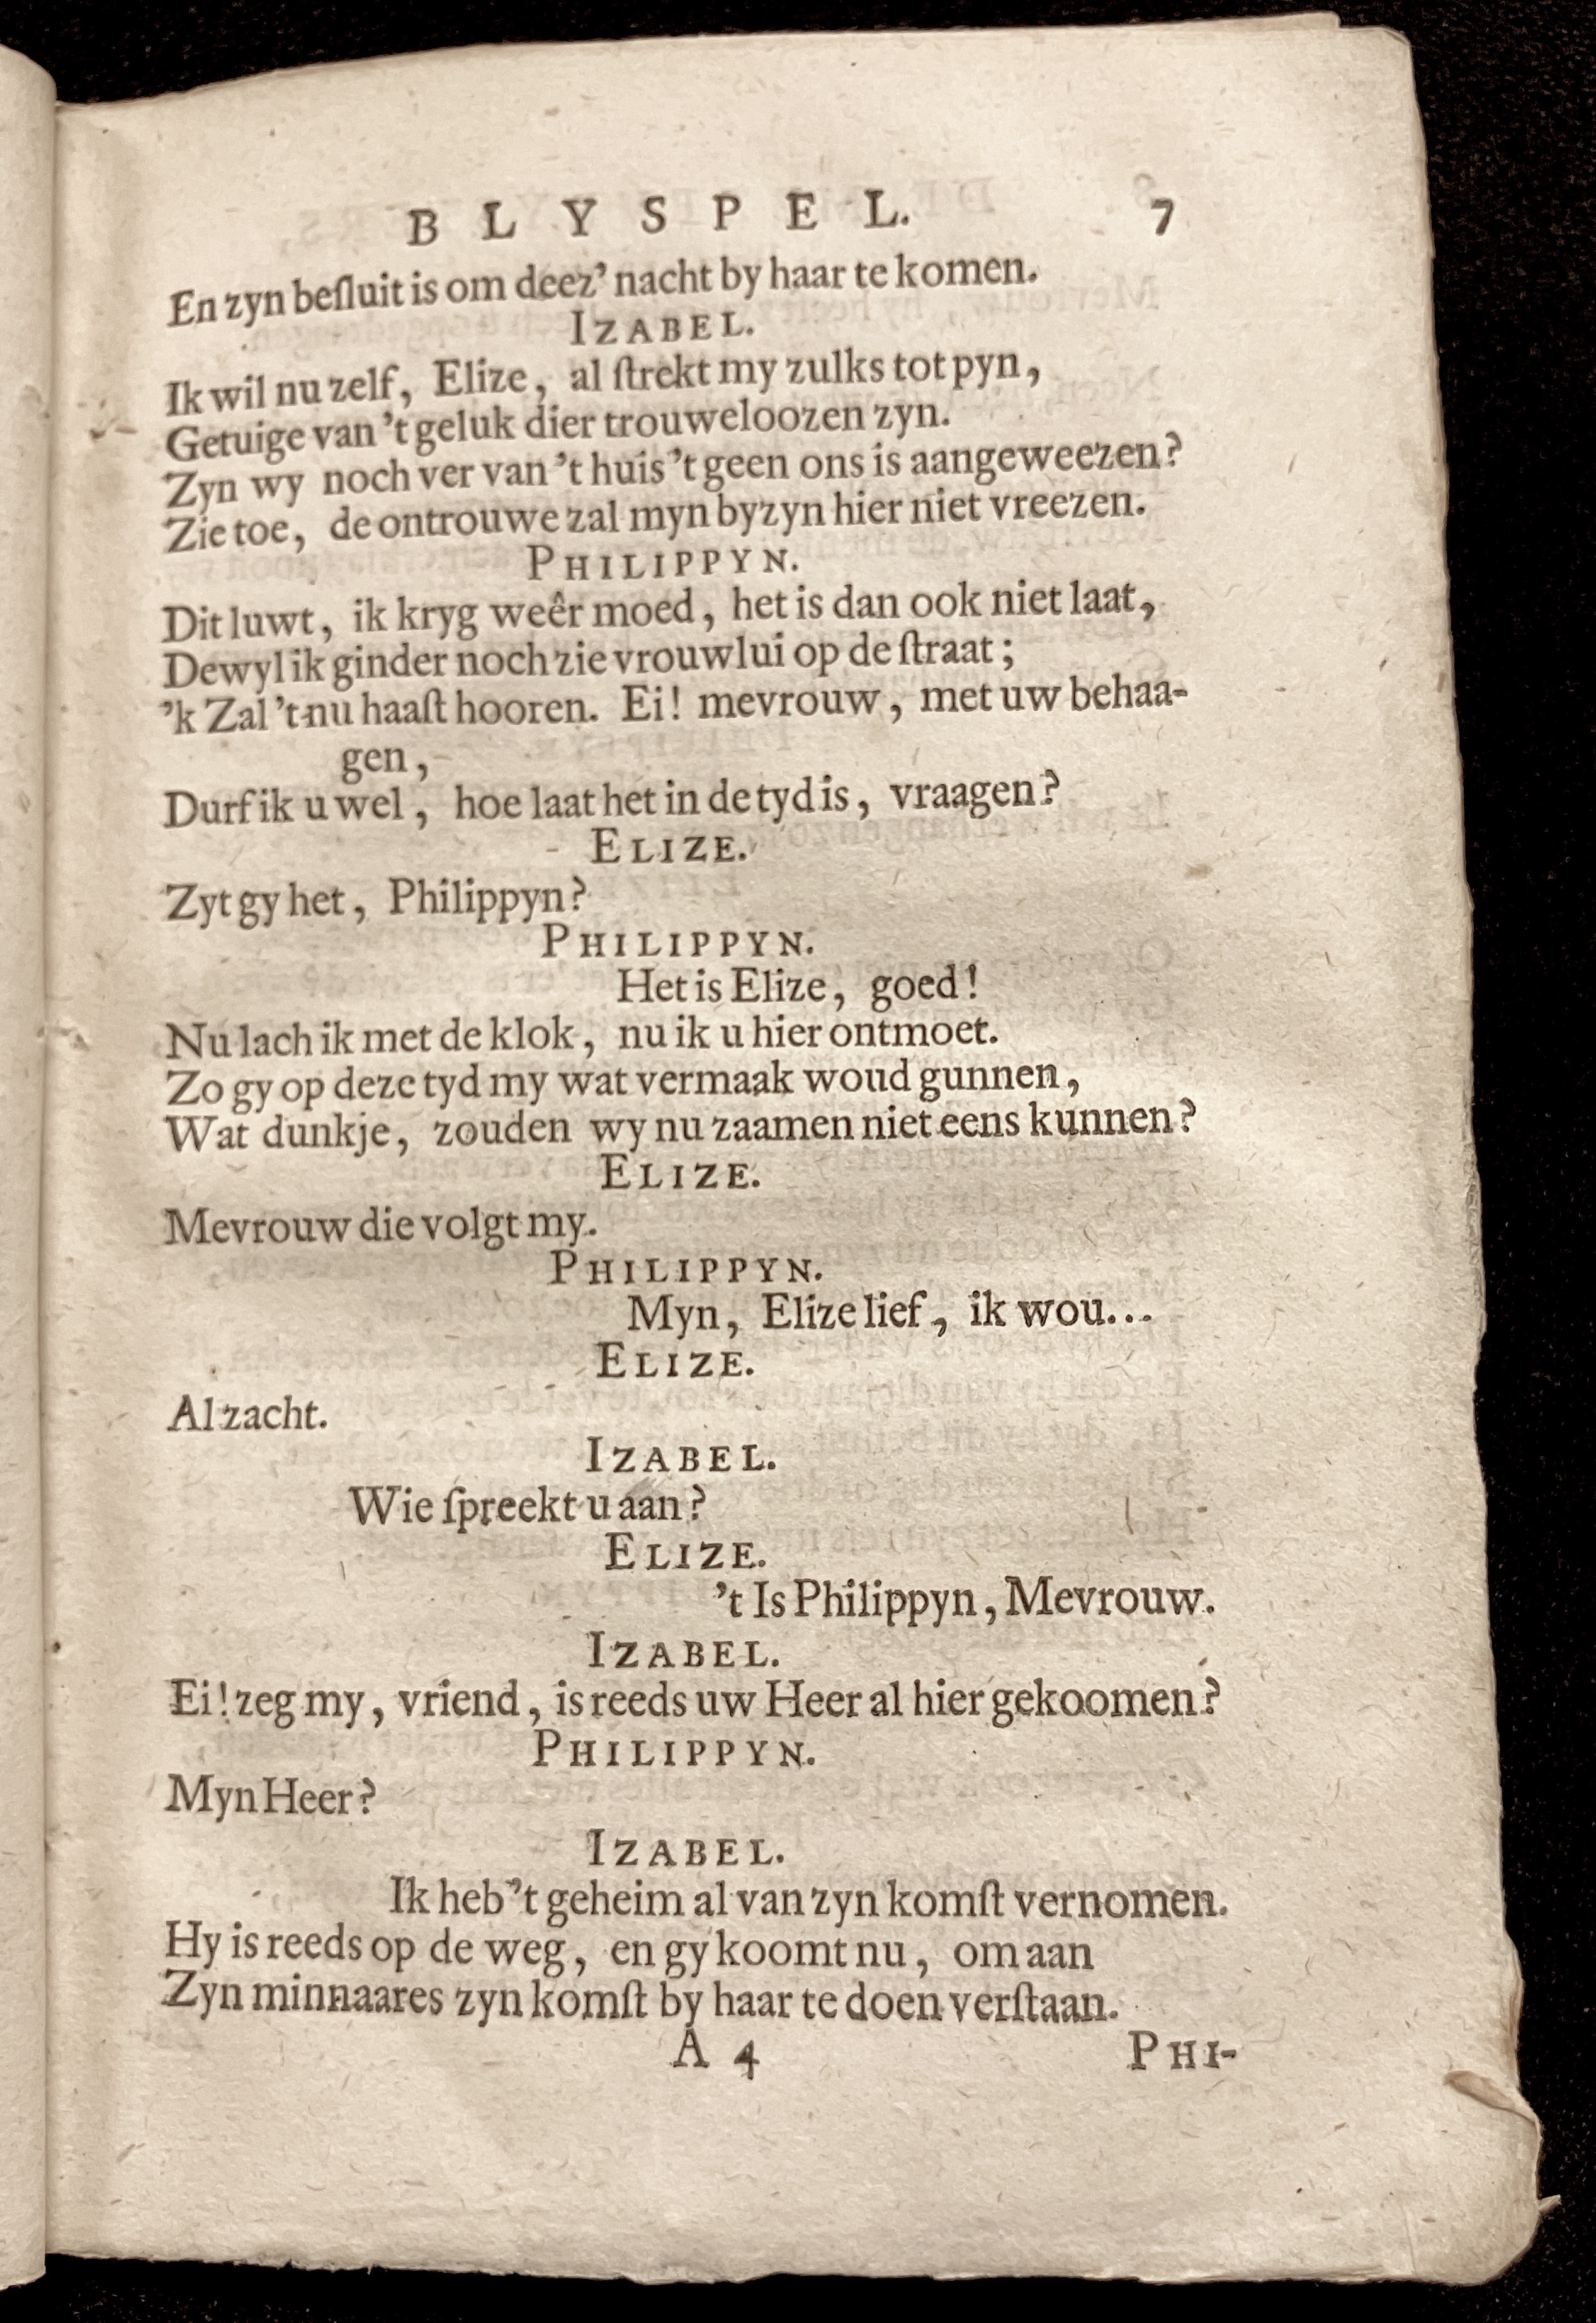 BLYSPEL. 7
En zyn beſluit is om deez' nacht by haar te komen.
IZABEL.
Ik wil nu zelf, Elize, al ſtrekt my zulks tot pyn,
Getuige van 't geluk dier trouweloozen zyn.
Zyn wy noch ver van 't huis 't geen ons is aangeweezen?
Zie toe, de ontrouwe zal myn byzyn hier niet vreezen.
PHILIPPYN.
Dit luwt, ik kryg weêr moed, het is dan ook niet laat,
Dewyl ik ginder noch zie vrouwlui op de ſtraat;
'k Zal 't nu haaſt hooren. Ei! mevrouw, met uw behaa-
gen,
Durf ik u wel, hoe laat het in de tyd is, vraagen?
ELIZE.
Zyt gy het, Philippyn?
PHILIPPYN.
Het is Elize, goed!
Nu lach ik met de klok, nu ik u hier ontmoet.
Zo gy op deze tyd my wat vermaak woud gunnen,
Wat dunkje, zouden wy nu zaamen niet eens kunnen?
ELIZE.
Mevrouw die volgt my.
PHILIPPYN.
Myn, Elize lief, ik wou...
ELIZE.
Al zacht.
IZABEL.
Wie ſpreekt u aan?
ELIZE.
't Is Philippyn, Mevrouw.
IZABEL.
Ei! zeg my, vriend, is reeds uw Heer al hier gekoomen?
PHILIPPYN.
Myn Heer?
IZABEL.
Ik heb 't geheim al van zyn komſt vernomen.
Hy is reeds op de weg, en gy koomt nu, om aan
Zyn minnaares zyn komſt by haar te doen verſtaan.
A 4 PHI-